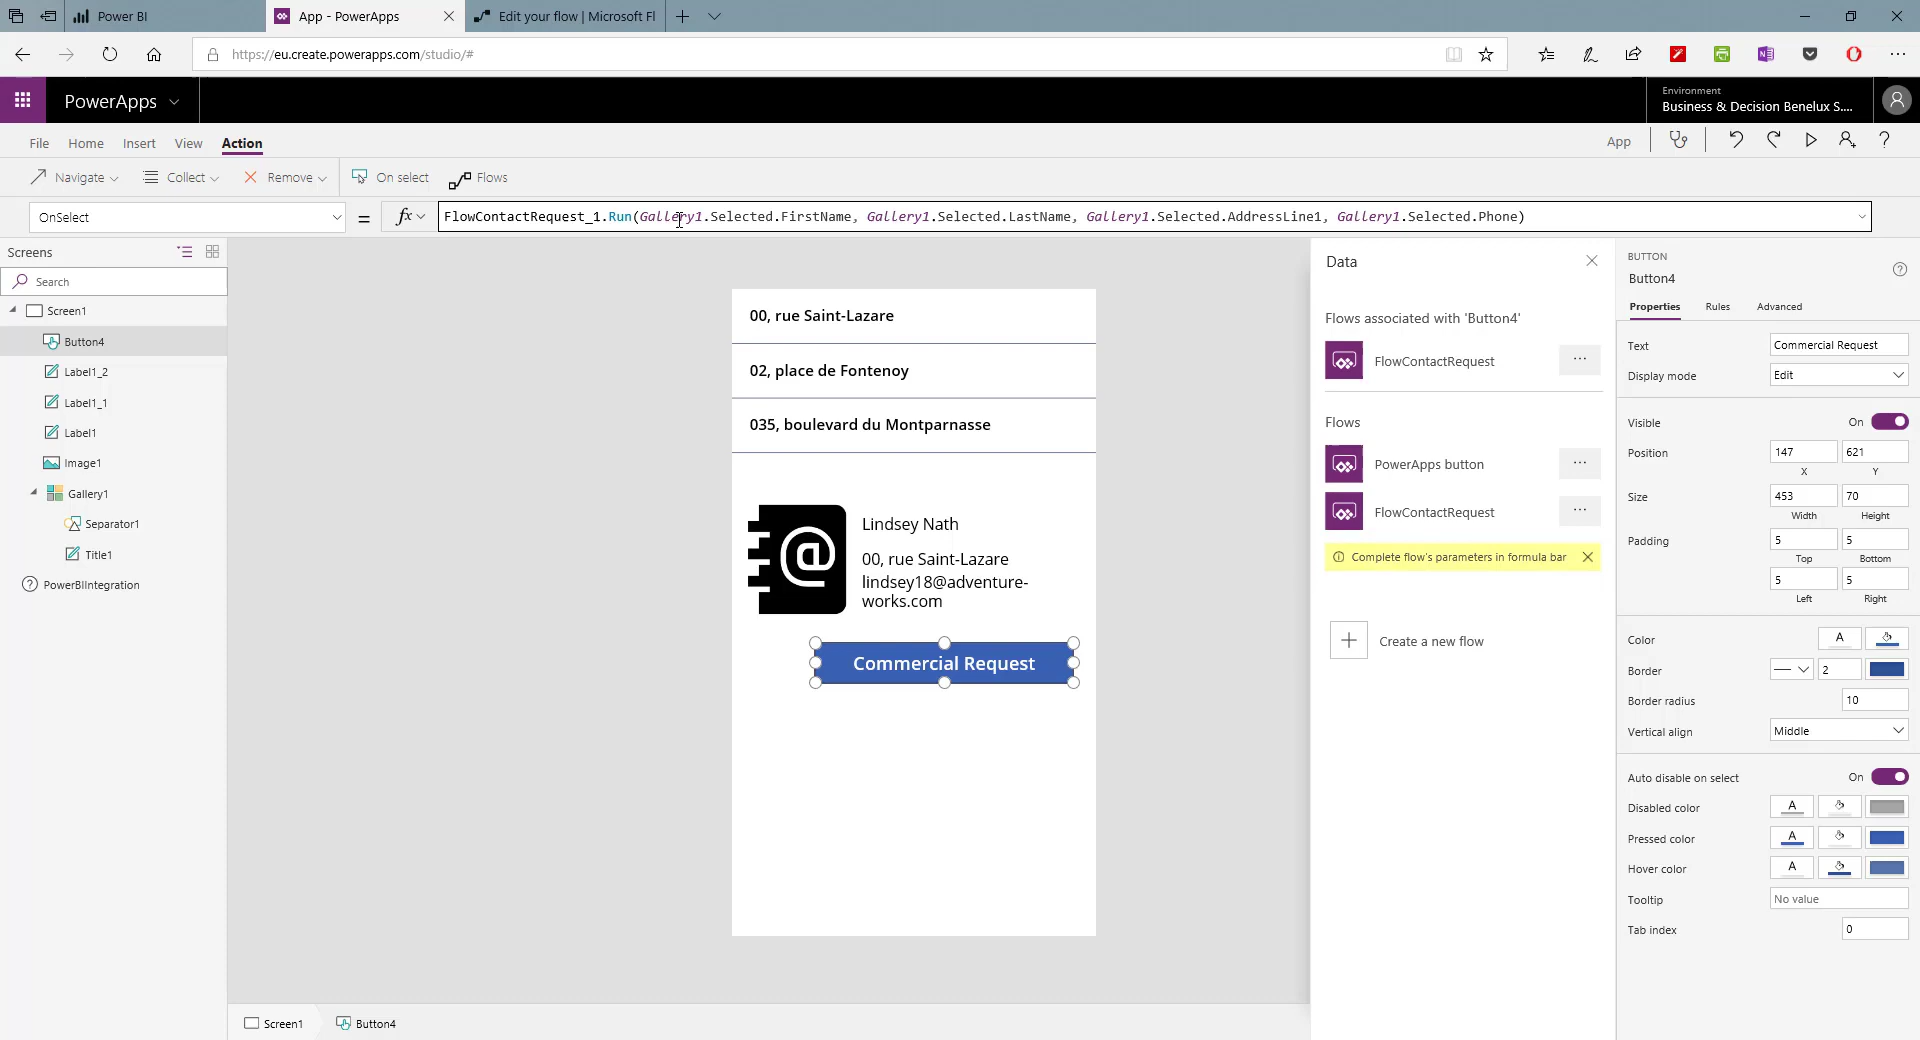 Power BI
App - PowerApps
Edit your flow | Microsoft Fl
https://eu.create.powerapps.com/studio/#
PowerApps
Environment
Business & Decision Benelux S....
File Home Insert View Action
App
Navigate Collect Remove On select Flows
OnSelect = fx FlowContactRequest_1.Run(Gallery1.Selected.FirstName, Gallery1.Selected.LastName, Gallery1.Selected.AddressLine1, Gallery1.Selected.Phone)
Screens
Search
Screen1
Button4
Label1_2
Label1_1
Label1
Image1
Gallery1
Separator1
Title1
PowerBIIntegration
00, rue Saint-Lazare
02, place de Fontenoy
035, boulevard du Montparnasse
@
Lindsey Nath
00, rue Saint-Lazare
lindsey18@adventure-
works.com
Commercial Request
Screen1
Button4
Data
Flows associated with 'Button4'
FlowContactRequest
Flows
PowerApps button
FlowContactRequest
Complete flow's parameters in formula bar
Create a new flow
BUTTON
Button4
Properties Rules Advanced
Text Commercial Request
Display mode Edit
Visible On
Position 147 621
X Y
Size 453 70
Width Height
Padding 5 5
Top Bottom
5 5
Left Right
Color A
Border 2
Border radius 10
Vertical align Middle
Auto disable on select On
Disabled color A
Pressed color A
Hover color A
Tooltip No value
Tab index 0